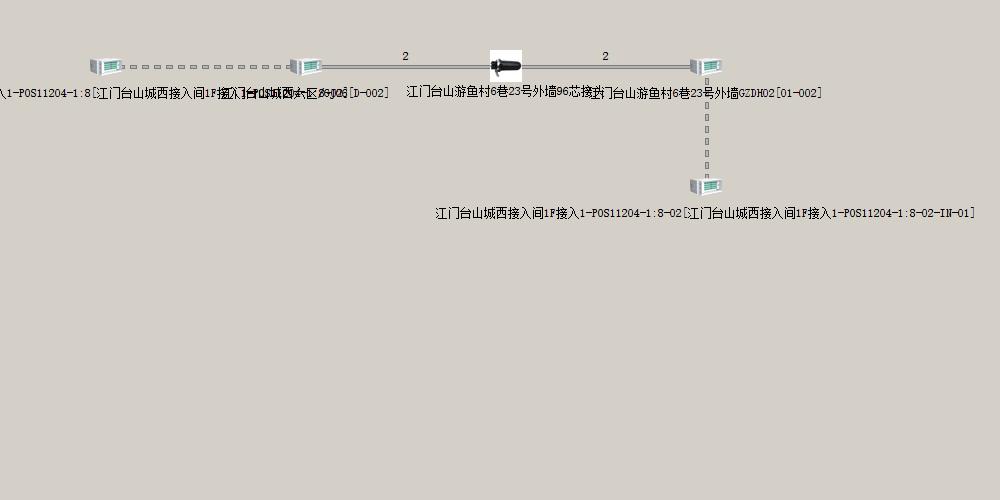 2
2
入1-POS11204-1:8[江门台山城西接入间1F接
江门台山城西六区
[D-002]
江门台山游鱼村6巷23号外墙96芯接头
江门台山游鱼村6巷23号外墙GZDH02[01-002]
江门台山城西接入间1F接入1-POS11204-1:8-02[江门台山城西接入间1F接入1-POS11204-1:8-02-IN-01]